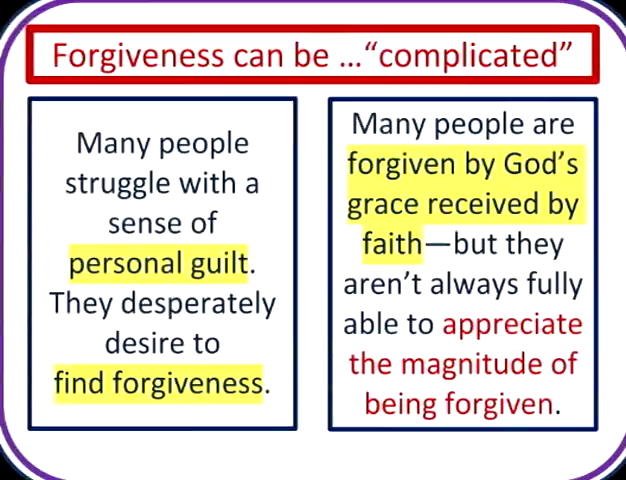 Forgiveness can be …“complicated”
Many people
struggle with a
sense of
personal guilt.
They desperately
desire to
find forgiveness.
Many people are
forgiven by God’s
grace received by
faith—but they
aren’t always fully
able to appreciate
the magnitude of
being forgiven.